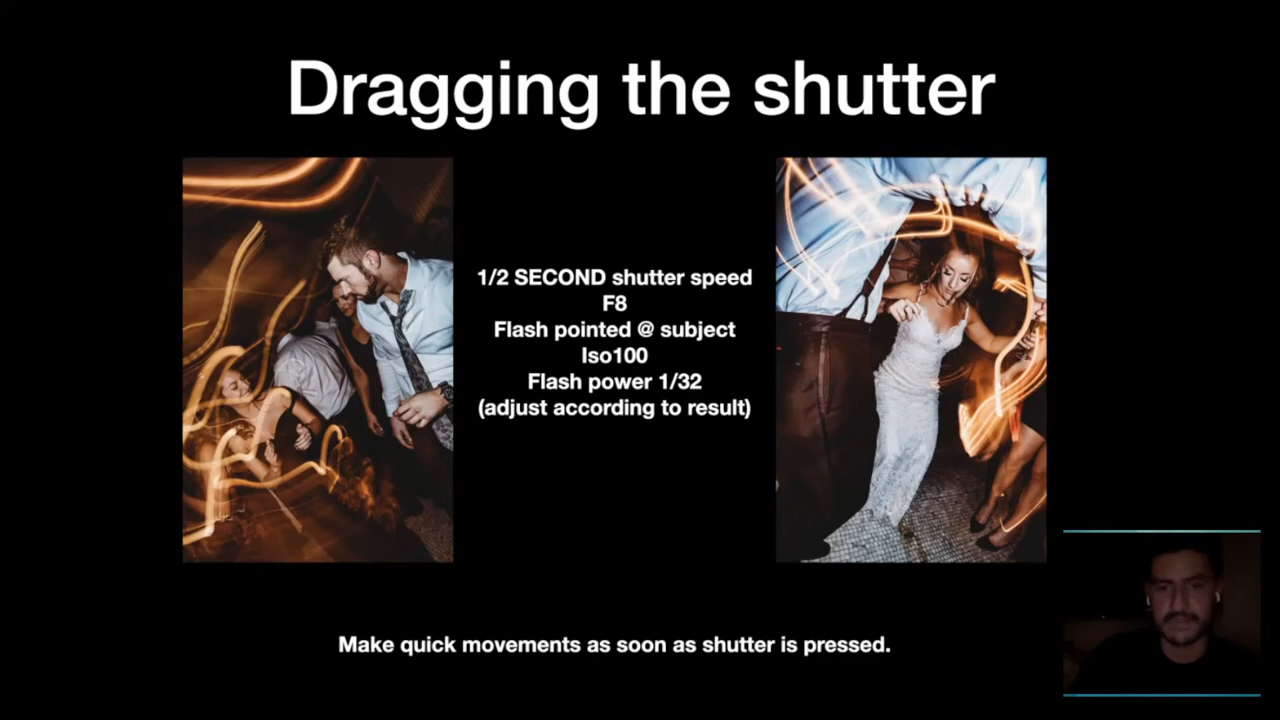 Dragging the shutter
1/2 SECOND shutter speed
F8
Flash pointed @ subject
Iso100
Flash power 1/32
(adjust according to result)
Make quick movements as soon as shutter is pressed.